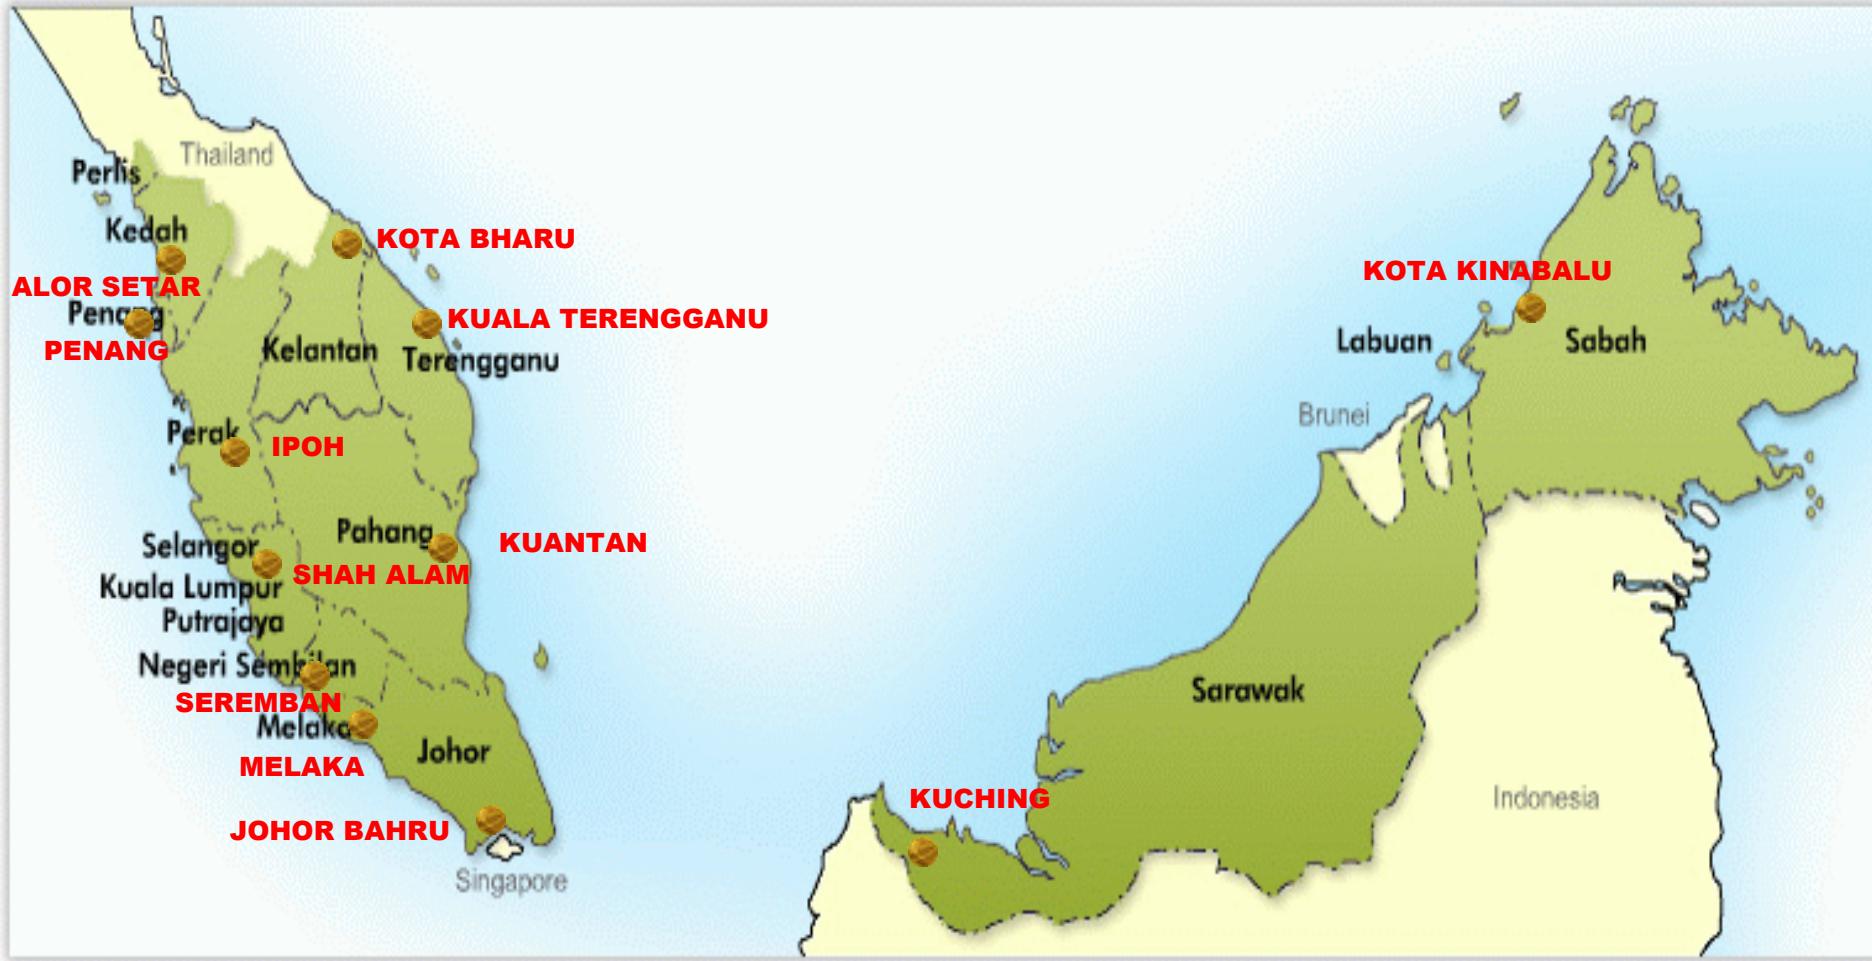 Thailand
Perlis
Kedah
KOTA BHARU
ALOR SETAR
Penang
PENANG
KUALA TERENGGANU
Kelantan
Terengganu
Perak
IPOH
Pahang
KUANTAN
Selangor
SHAH ALAM
Kuala Lumpur
Putrajaya
Negeri Sembilan
SEREMBAN
Melaka
MELAKA
Johor
JOHOR BAHRU
Singapore
KOTA KINABALU
Labuan
Sabah
Brunei
Sarawak
KUCHING
Indonesia